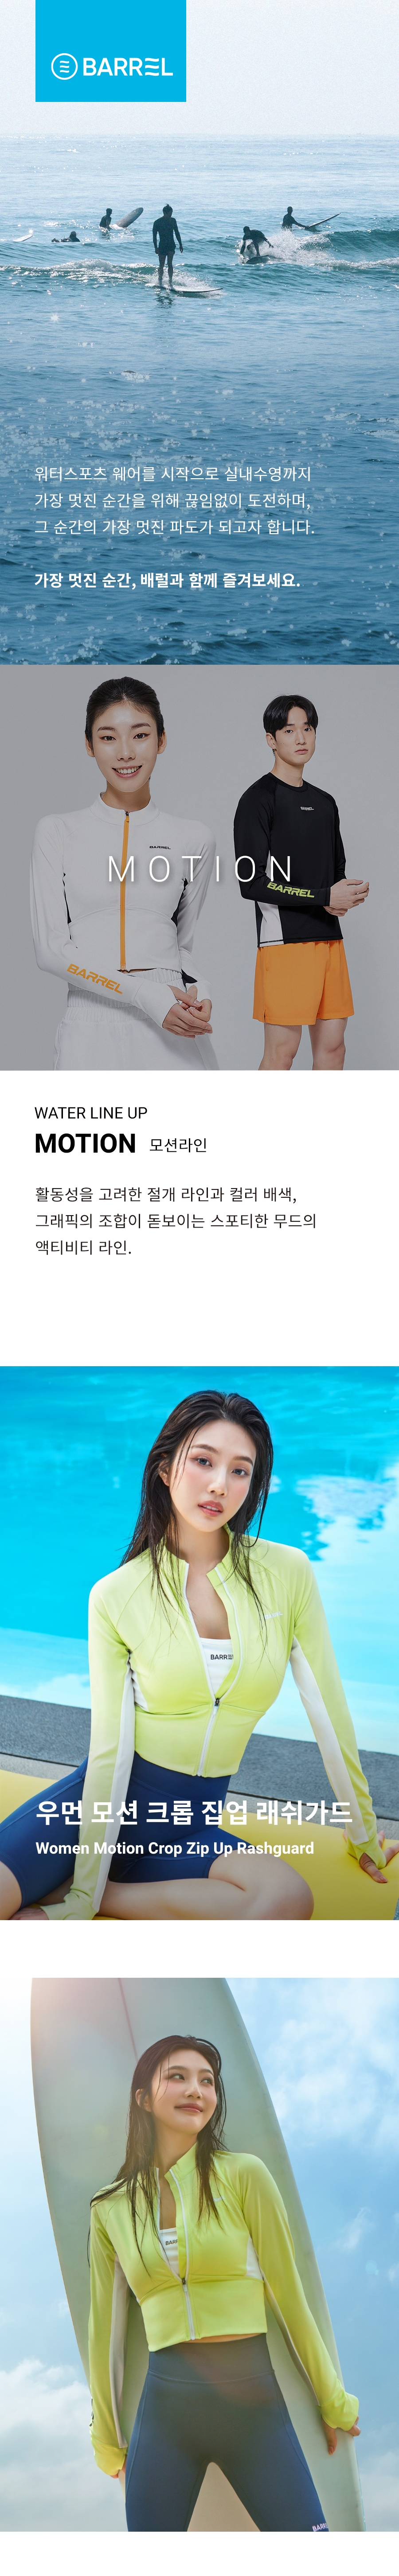 BARREL
워터스포츠 웨어를 시작으로 실내수영까지
가장 멋진 순간을 위해 끊임없이 도전하며,
그 순간의 가장 멋진 파도가 되고자 합니다.
가장 멋진 순간, 배럴과 함께 즐겨보세요.
BARREL
BARREL
MOTION
BARREL
BARREL
WATER LINE UP
MOTION 모션라인
활동성을 고려한 절개 라인과 컬러 배색,
그래픽의 조합이 돋보이는 스포티한 무드의
액티비티 라인.
BARREL
우먼 모션 크롭 집업 래쉬가드
Women Motion Crop Zip Up Rashguard